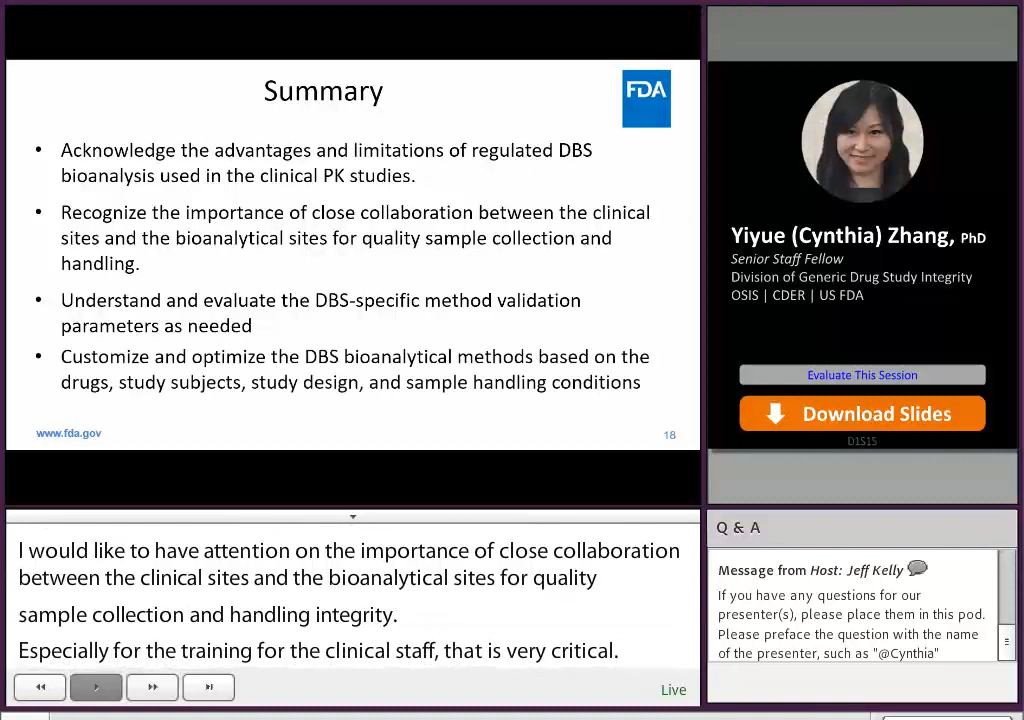 Summary
FDA
• Acknowledge the advantages and limitations of regulated DBS
bioanalysis used in the clinical PK studies.
• Recognize the importance of close collaboration between the clinical
sites and the bioanalytical sites for quality sample collection and
handling.
• Understand and evaluate the DBS-specific method validation
parameters as needed
• Customize and optimize the DBS bioanalytical methods based on the
drugs, study subjects, study design, and sample handling conditions
www.fda.gov
18
Yiyue (Cynthia) Zhang, PhD
Senior Staff Fellow
Division of Generic Drug Study Integrity
OSIS | CDER | US FDA
Evaluate This Session
Download Slides
D1S15
I would like to have attention on the importance of close collaboration
between the clinical sites and the bioanalytical sites for quality
sample collection and handling integrity.
Especially for the training for the clinical staff, that is very critical.
Live
Q & A
Message from Host: Jeff Kelly
If you have any questions for our
presenter(s), please place them in this pod.
Please preface the question with the name
of the presenter, such as "@Cynthia"